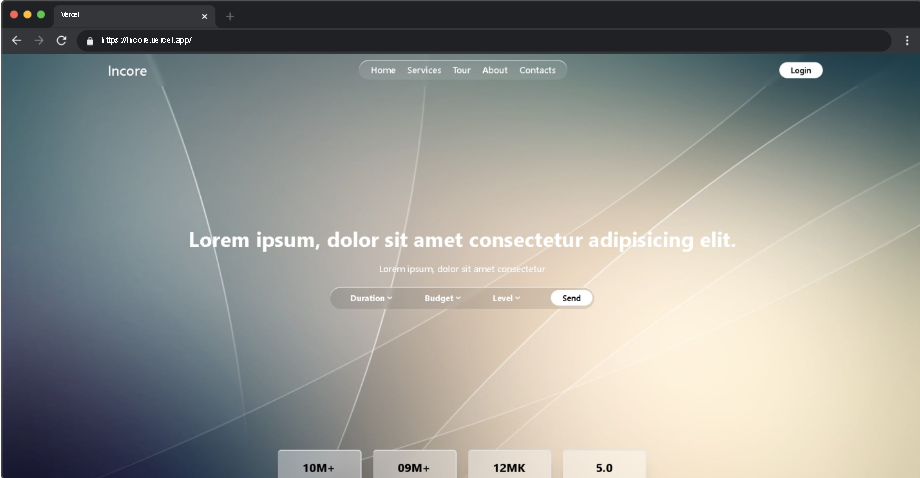 Vercel
https://incore.vercel.app/
Incore
Home Services Tour About Contacts
Login
Lorem ipsum, dolor sit amet consectetur adipisicing elit.
Lorem ipsum, dolor sit amet consectetur
Duration Budget Level Send
10M+ 09M+ 12MK 5.0